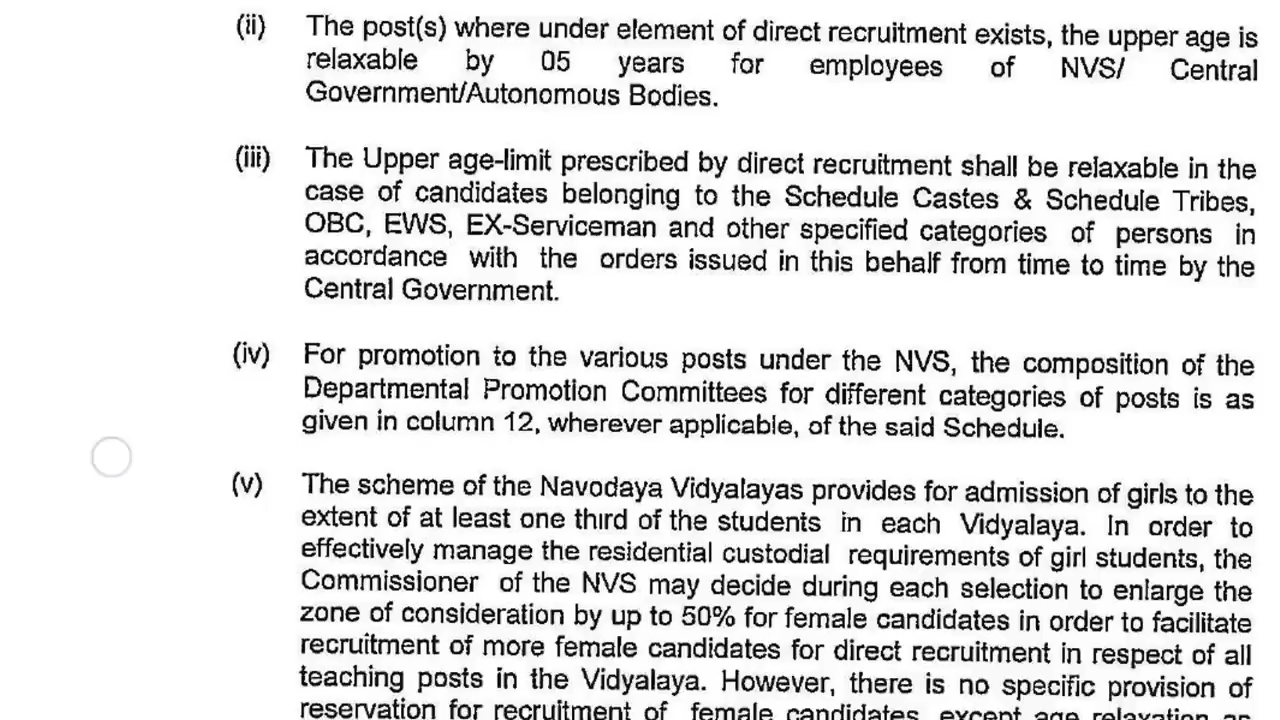 (ii) The post(s) where under element of direct recruitment exists, the upper age is
relaxable by 05 years for employees of NVS/ Central
Government/Autonomous Bodies.
(iii) The Upper age-limit prescribed by direct recruitment shall be relaxable in the
case of candidates belonging to the Schedule Castes & Schedule Tribes,
OBC, EWS, EX-Serviceman and other specified categories of persons in
accordance with the orders issued in this behalf from time to time by the
Central Government.
(iv) For promotion to the various posts under the NVS, the composition of the
Departmental Promotion Committees for different categories of posts is as
given in column 12, wherever applicable, of the said Schedule.
(v) The scheme of the Navodaya Vidyalayas provides for admission of girls to the
extent of at least one third of the students in each Vidyalaya. In order to
effectively manage the residential custodial requirements of girl students, the
Commissioner of the NVS may decide during each selection to enlarge the
zone of consideration by up to 50% for female candidates in order to facilitate
recruitment of more female candidates for direct recruitment in respect of all
teaching posts in the Vidyalaya. However, there is no specific provision of
reservation for recruitment of female candidates, except age relaxation as